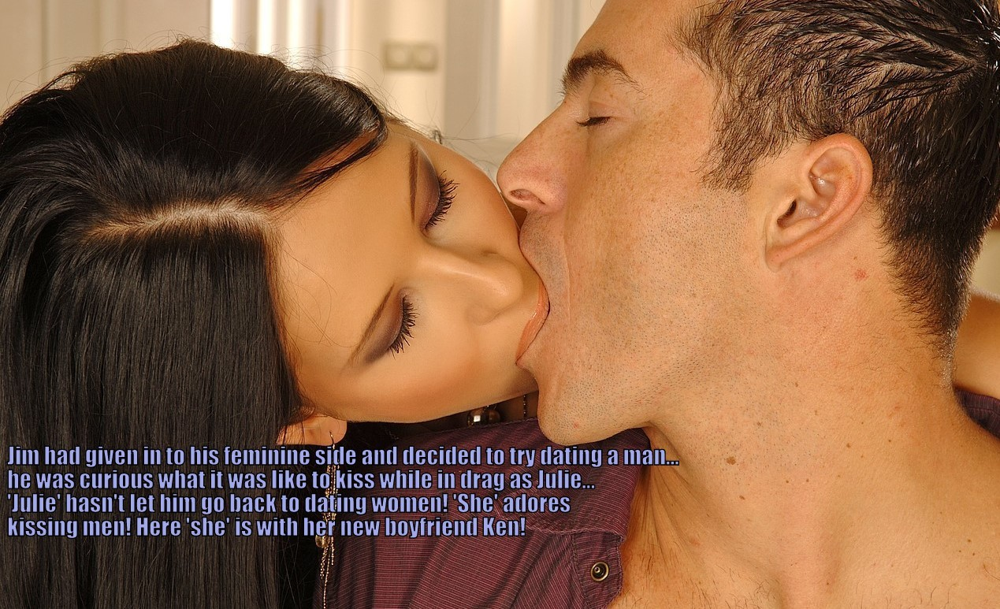 Jim had given in to his feminine side and decided to try dating a man...
he was curious what it was like to kiss while in drag as Julie...
'Julie' hasn't let him go back to dating women! 'She' adores
kissing men! Here 'she' is with her new boyfriend Ken!